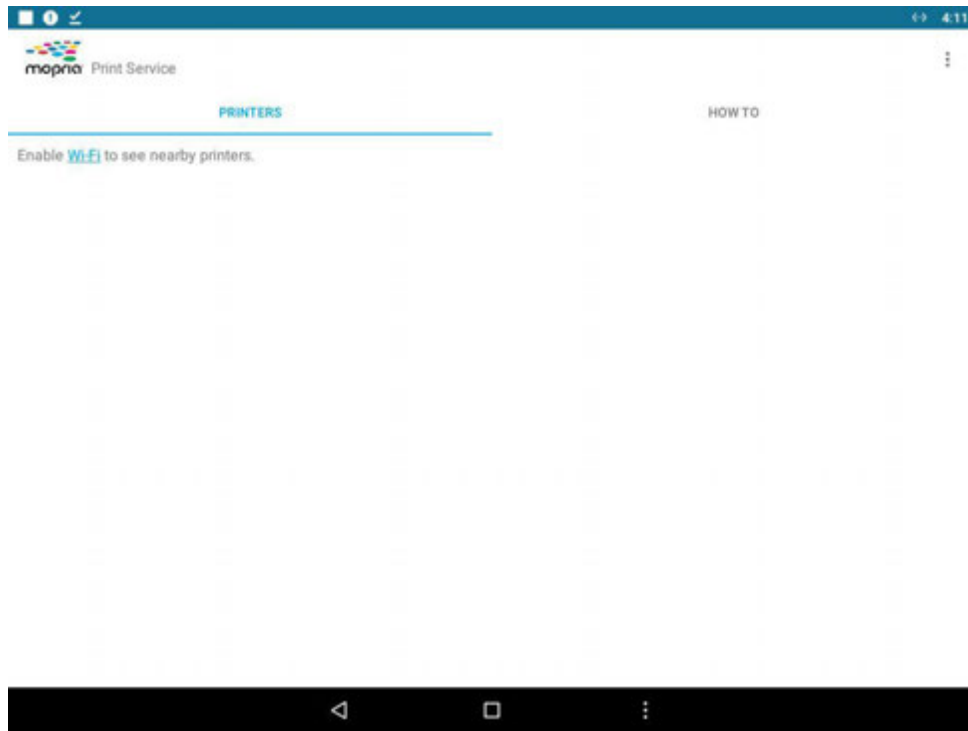 4:11
mopria Print Service
PRINTERS
HOW TO
Enable Wi-Fi to see nearby printers.